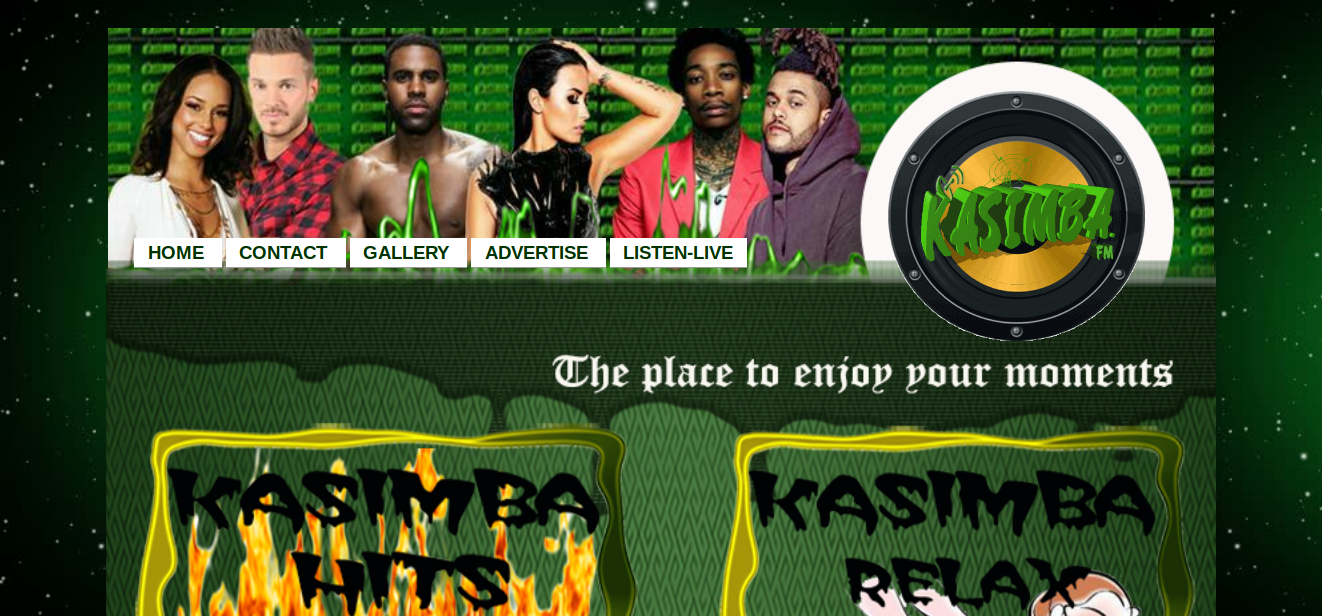 KASIMBA.
FM
HOME CONTACT GALLERY ADVERTISE LISTEN-LIVE
The place to enjoy your moments
KASIMBA
HITS
KASIMBA
RELAX